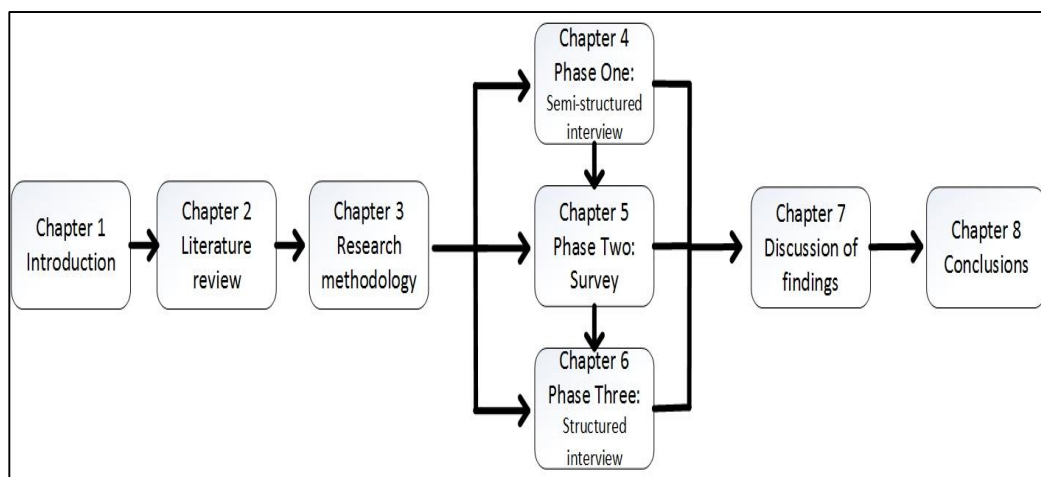 Chapter 1
Introduction
Chapter 2
Literature
review
Chapter 3
Research
methodology
Chapter 4
Phase One:
Semi-structured
interview
Chapter 5
Phase Two:
Survey
Chapter 6
Phase Three:
Structured
interview
Chapter 7
Discussion of
findings
Chapter 8
Conclusions